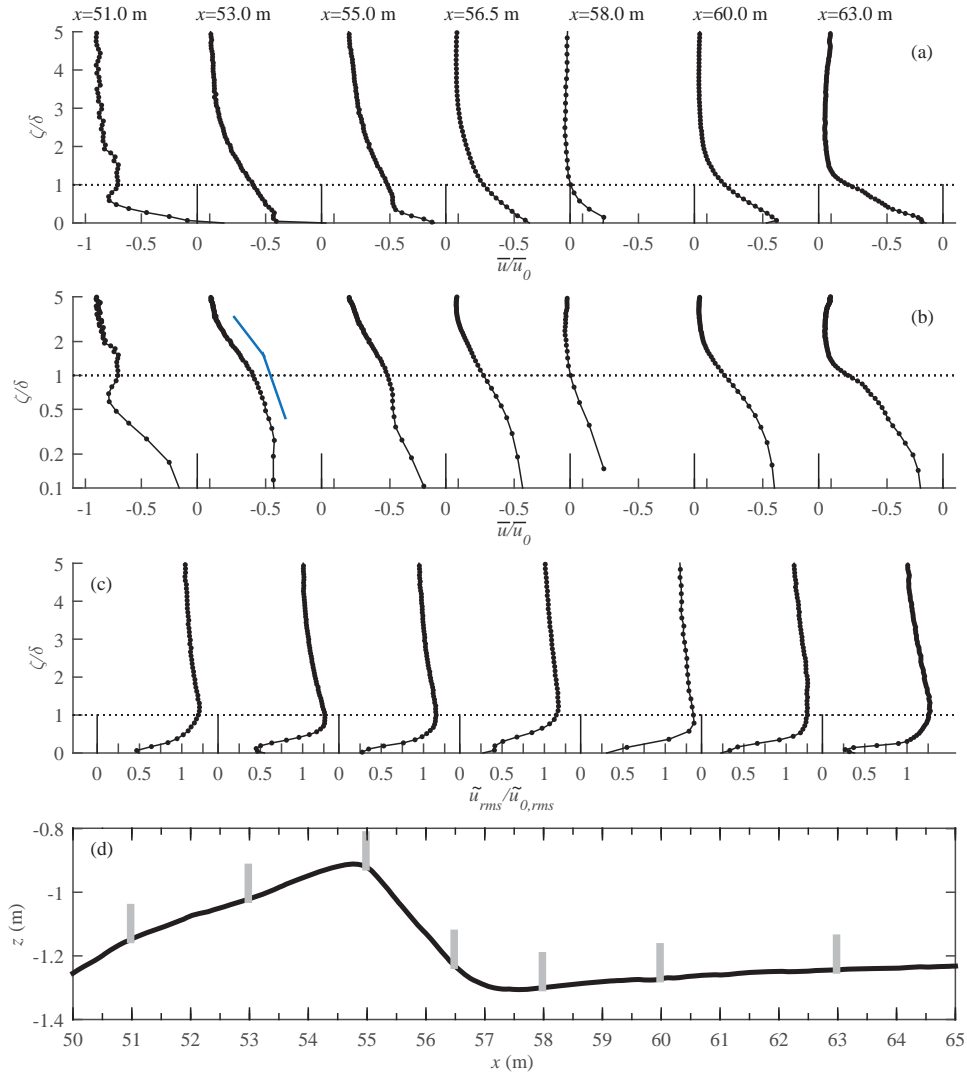 x=51.0 m x=53.0 m x=55.0 m x=56.5 m x=58.0 m x=60.0 m x=63.0 m
5
(a)
4
3
ζ/δ
2
1
0
-1 0 -0.5 0 -0.5 0 -0.5 0 -0.5 0 -0.5 0 -0.5 0
u̅/u̅₀
5
(b)
2
1
ζ/δ
0.5
0.2
0.1
-1 0 -0.5 0 -0.5 0 -0.5 0 -0.5 0 -0.5 0 -0.5 0
u̅/u̅₀
5
(c)
4
3
ζ/δ
2
1
0
0 0.5 1 0 0.5 1 0 0.5 1 0 0.5 1 0 0.5 1 0 0.5 1 0 0.5 1
ũrms/ũ0,rms
-0.8
(d)
-1
z (m)
-1.2
-1.4
50 51 52 53 54 55 56 57 58 59 60 61 62 63 64 65
x (m)